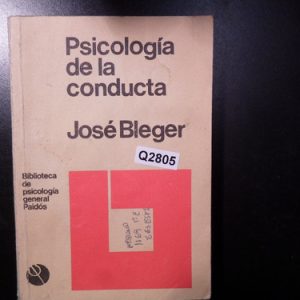 Psicología
de la
conducta
José Bleger
Q2805
Biblioteca
de
psicología
general
Paidós